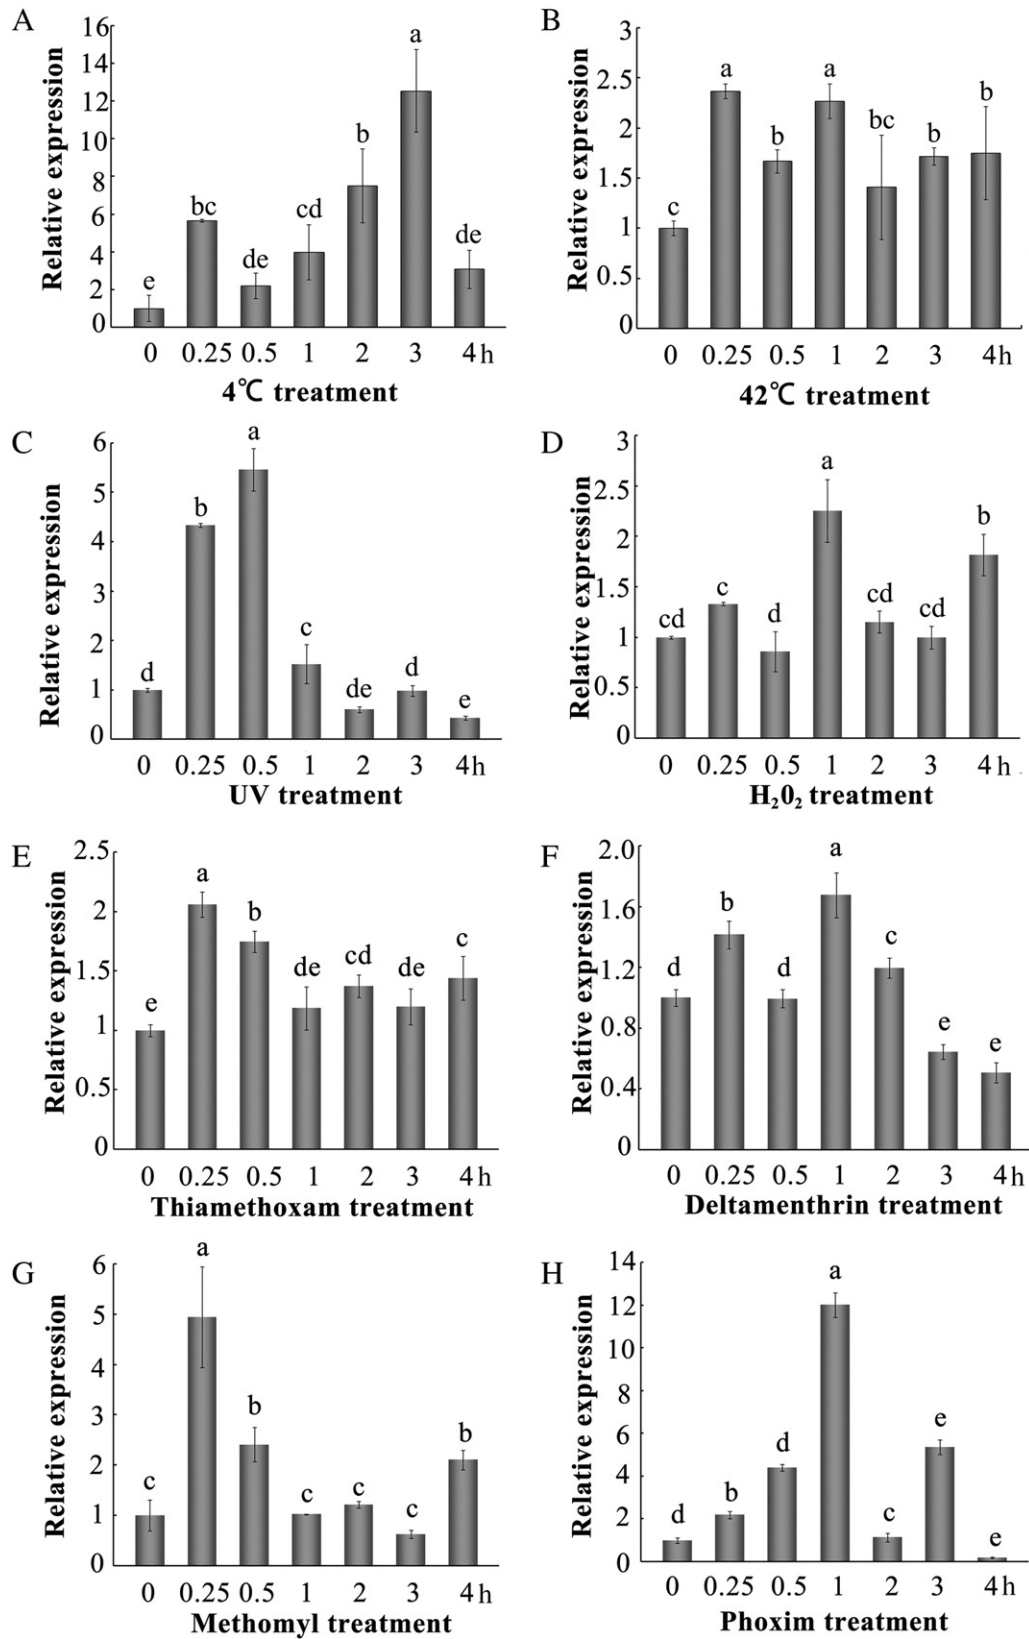 A
Relative expression
16
14
12
10
8
6
4
2
0
e
bc
de
cd
b
a
de
0 0.25 0.5 1 2 3 4h
4℃ treatment
B
Relative expression
3
2.5
2
1.5
1
0.5
0
c
a
b
a
bc
b
b
0 0.25 0.5 1 2 3 4h
42℃ treatment
C
Relative expression
6
5
4
3
2
1
0
d
b
a
c
de
d
e
0 0.25 0.5 1 2 3 4h
UV treatment
D
Relative expression
3
2.5
2
1.5
1
0.5
0
cd
c
d
a
cd
cd
b
0 0.25 0.5 1 2 3 4h
H₂0₂ treatment
E
Relative expression
2.5
2
1.5
1
0.5
0
e
a
b
de
cd
de
c
0 0.25 0.5 1 2 3 4h
Thiamethoxam treatment
F
Relative expression
2.0
1.6
1.2
0.8
0.4
0
d
b
d
a
c
e
e
0 0.25 0.5 1 2 3 4h
Deltamenthrin treatment
G
Relative expression
6
5
4
3
2
1
0
c
a
b
c
c
c
b
0 0.25 0.5 1 2 3 4h
Methomyl treatment
H
Relative expression
14
12
10
8
6
4
2
0
d
b
d
a
c
e
e
0 0.25 0.5 1 2 3 4h
Phoxim treatment